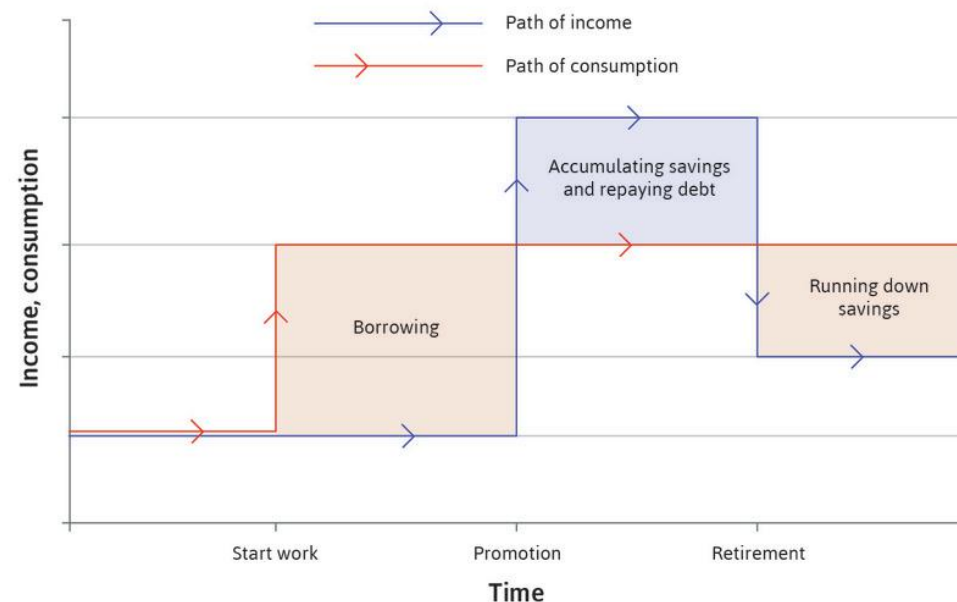 Path of income
Path of consumption
Income, consumption
Accumulating savings
and repaying debt
Borrowing
Running down
savings
Start work
Promotion
Retirement
Time